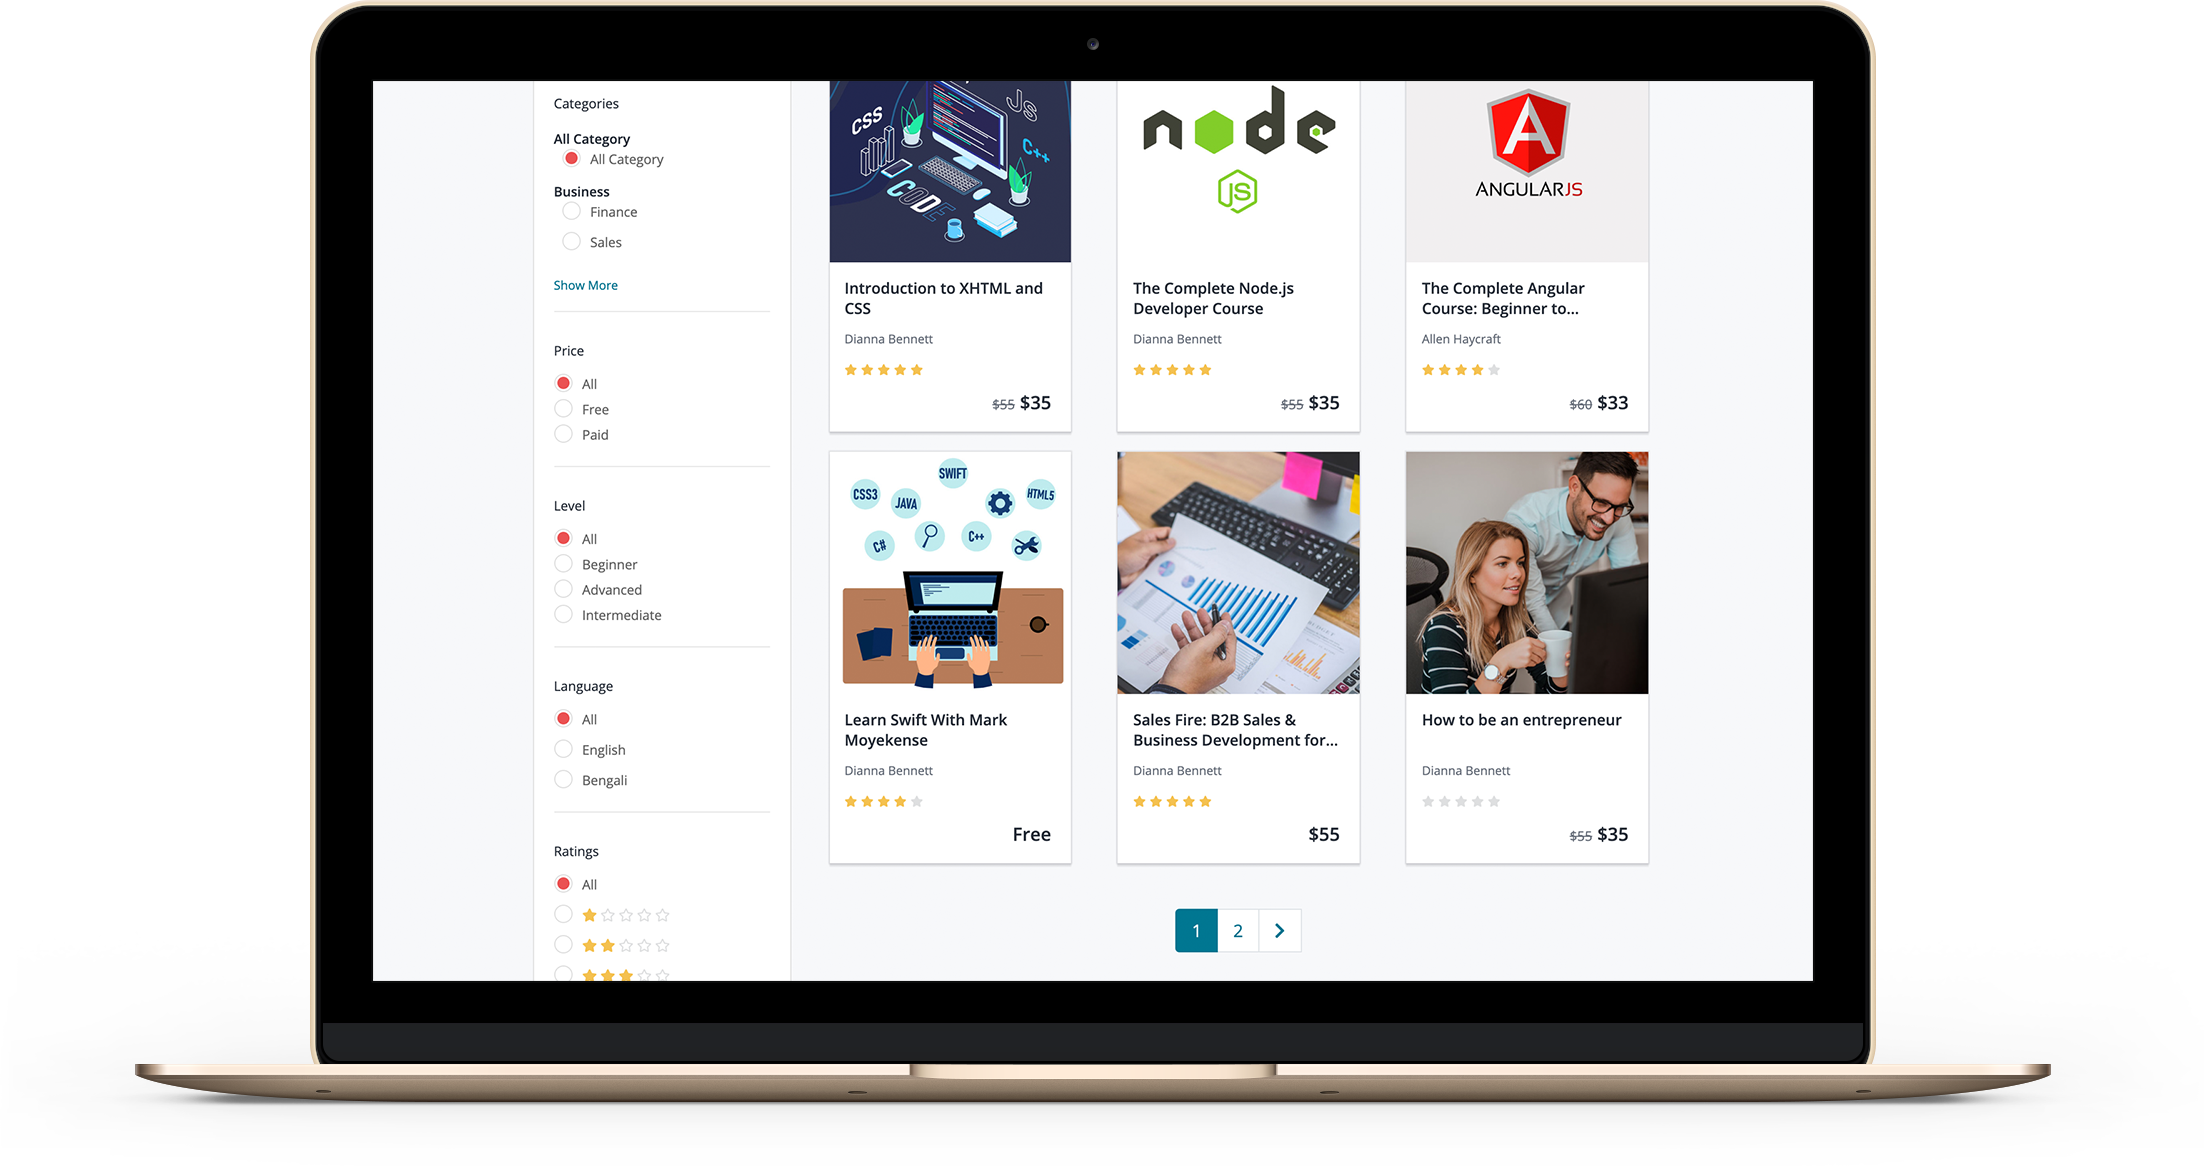 Categories
All Category
All Category
Business
Finance
Sales
Show More
Price
All
Free
Paid
Level
All
Beginner
Advanced
Intermediate
Language
All
English
Bengali
Ratings
All
CSS
JS
C++
CODE
Introduction to XHTML and
CSS
Dianna Bennett
$55 $35
node
JS
The Complete Node.js
Developer Course
Dianna Bennett
$55 $35
A
ANGULARJS
The Complete Angular
Course: Beginner to...
Allen Haycraft
$60 $33
SWIFT
CSS3
JAVA
HTML5
C#
C++
Learn Swift With Mark
Moyekense
Dianna Bennett
Free
Sales Fire: B2B Sales &
Business Development for...
Dianna Bennett
$55
How to be an entrepreneur
Dianna Bennett
$55 $35
1 2